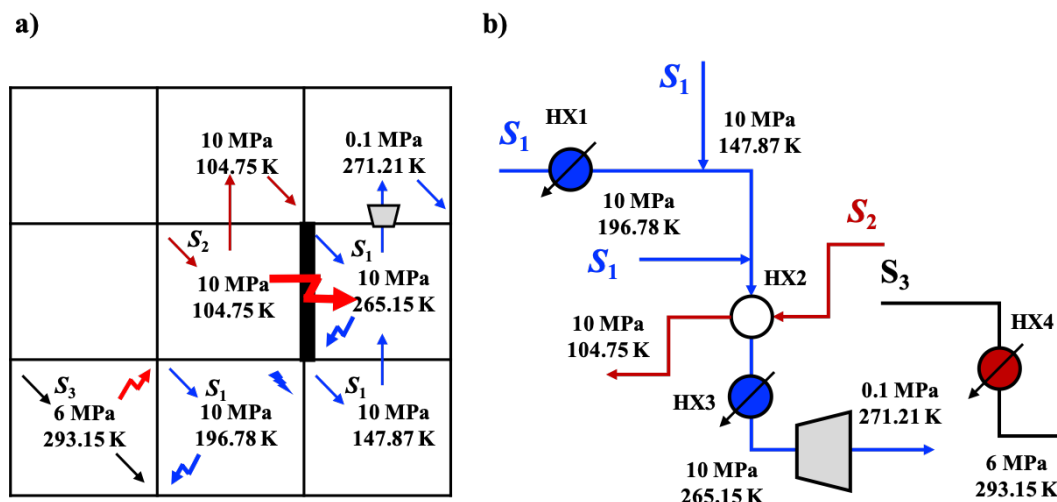 a)
10 MPa
104.75 K
0.1 MPa
271.21 K
S2
10 MPa
104.75 K
S1
10 MPa
265.15 K
S3
6 MPa
293.15 K
S1
10 MPa
196.78 K
S1
10 MPa
147.87 K
b)
S1
HX1
S1
10 MPa
147.87 K
10 MPa
196.78 K
S1
S2
HX2
S3
10 MPa
104.75 K
HX4
HX3
0.1 MPa
271.21 K
10 MPa
265.15 K
6 MPa
293.15 K